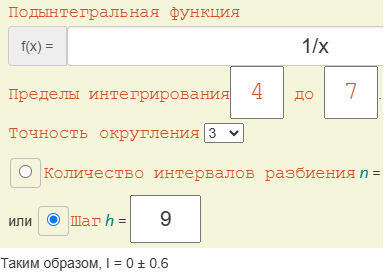 Подынтегральная функция
f(x) = 1/x
Пределы интегрирования 4 до 7 .
Точность округления 3
Количество интервалов разбиения n =
или Шаг h = 9
Таким образом, I = 0 ± 0.6